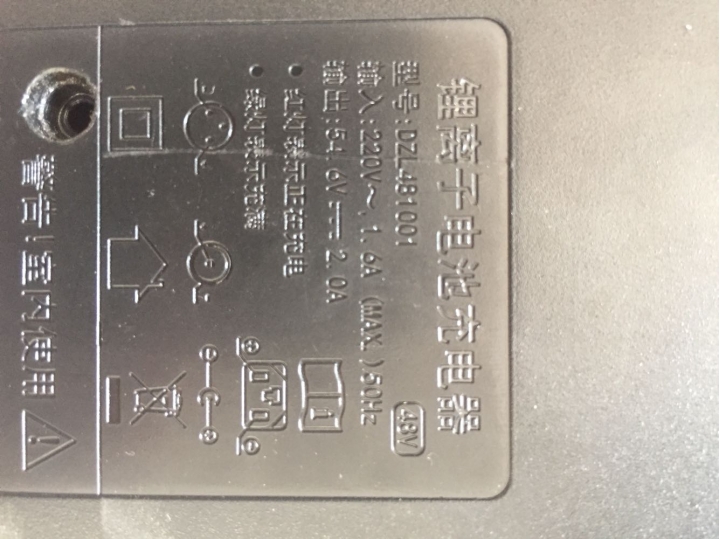 锂离子电池充电器
型号:DZL481001
48V
输入:220V～,1.6A (MAX.)50Hz
输出:54.6V⎓2.0A
• 红灯表示正在充电
• 绿灯表示充满
警告!室内使用